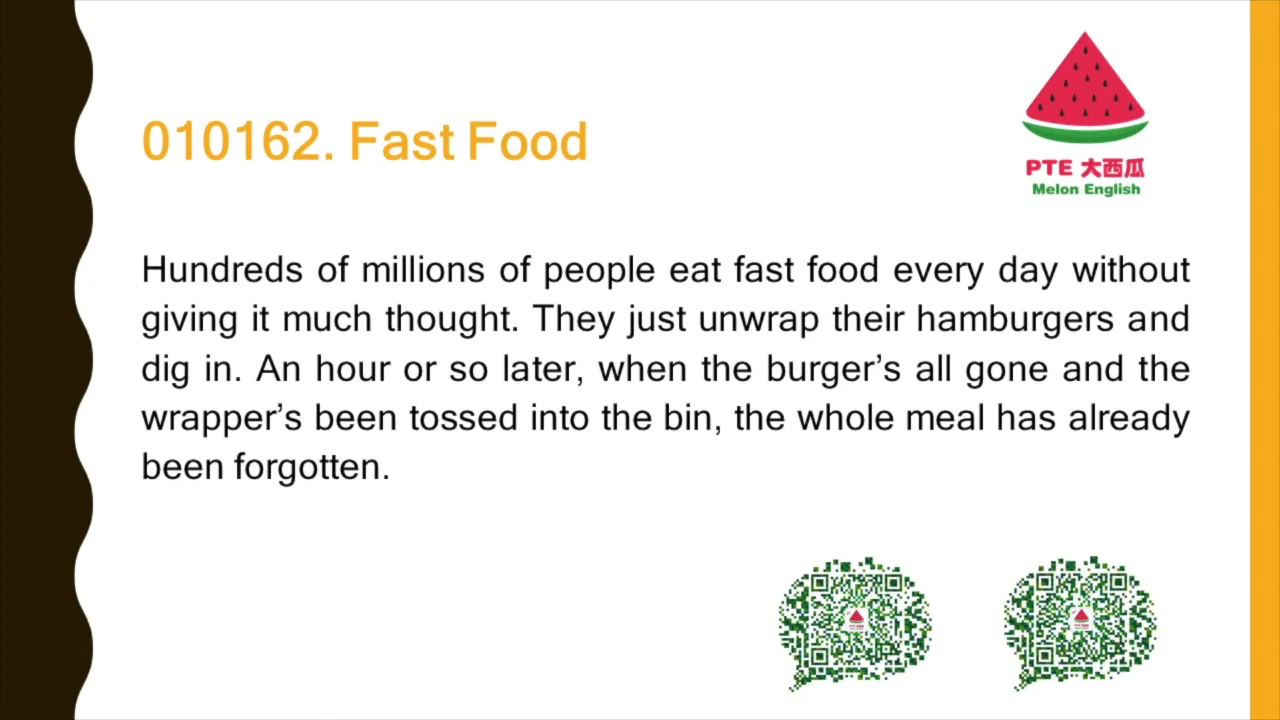 010162. Fast Food
PTE 大西瓜
Melon English
Hundreds of millions of people eat fast food every day without
giving it much thought. They just unwrap their hamburgers and
dig in. An hour or so later, when the burger’s all gone and the
wrapper’s been tossed into the bin, the whole meal has already
been forgotten.